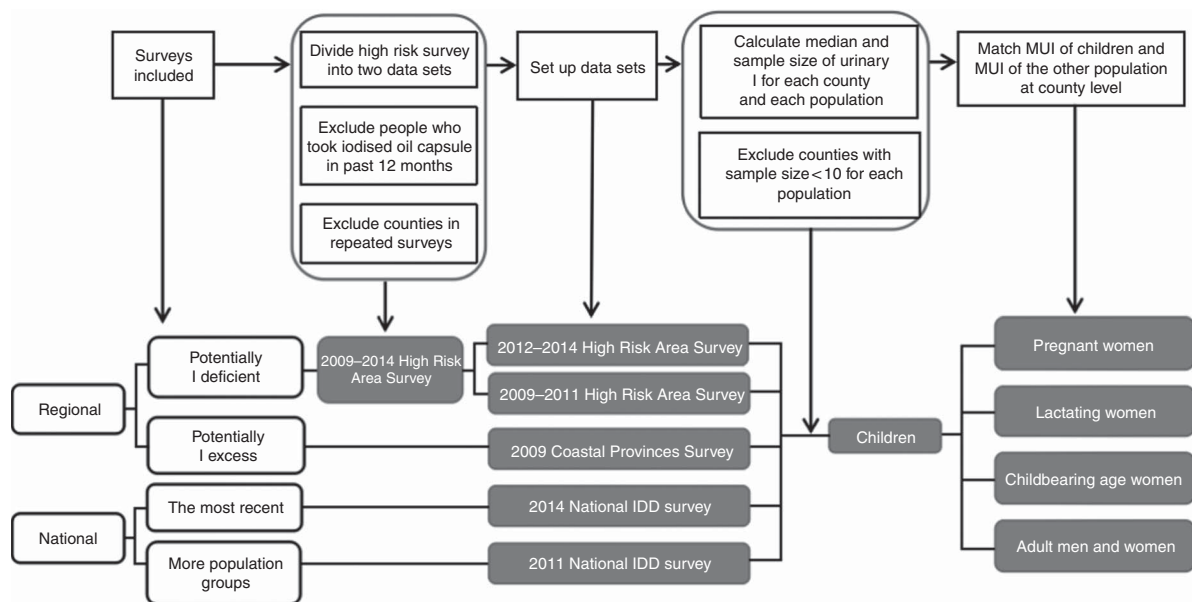 Surveys
included
Divide high risk survey
into two data sets
Exclude people who
took iodised oil capsule
in past 12 months
Exclude counties in
repeated surveys
Set up data sets
Calculate median and
sample size of urinary
I for each county
and each population
Exclude counties with
sample size<10 for each
population
Match MUI of children and
MUI of the other population
at county level
Regional
Potentially
I deficient
2009–2014 High Risk
Area Survey
2012–2014 High Risk Area Survey
2009–2011 High Risk Area Survey
Potentially
I excess
2009 Coastal Provinces Survey
National
The most recent
2014 National IDD survey
More population
groups
2011 National IDD survey
Children
Pregnant women
Lactating women
Childbearing age women
Adult men and women